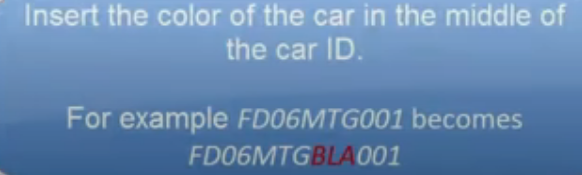 Insert the color of the car in the middle of
the car ID.
For example FD06MTG001 becomes
FD06MTGBLA001